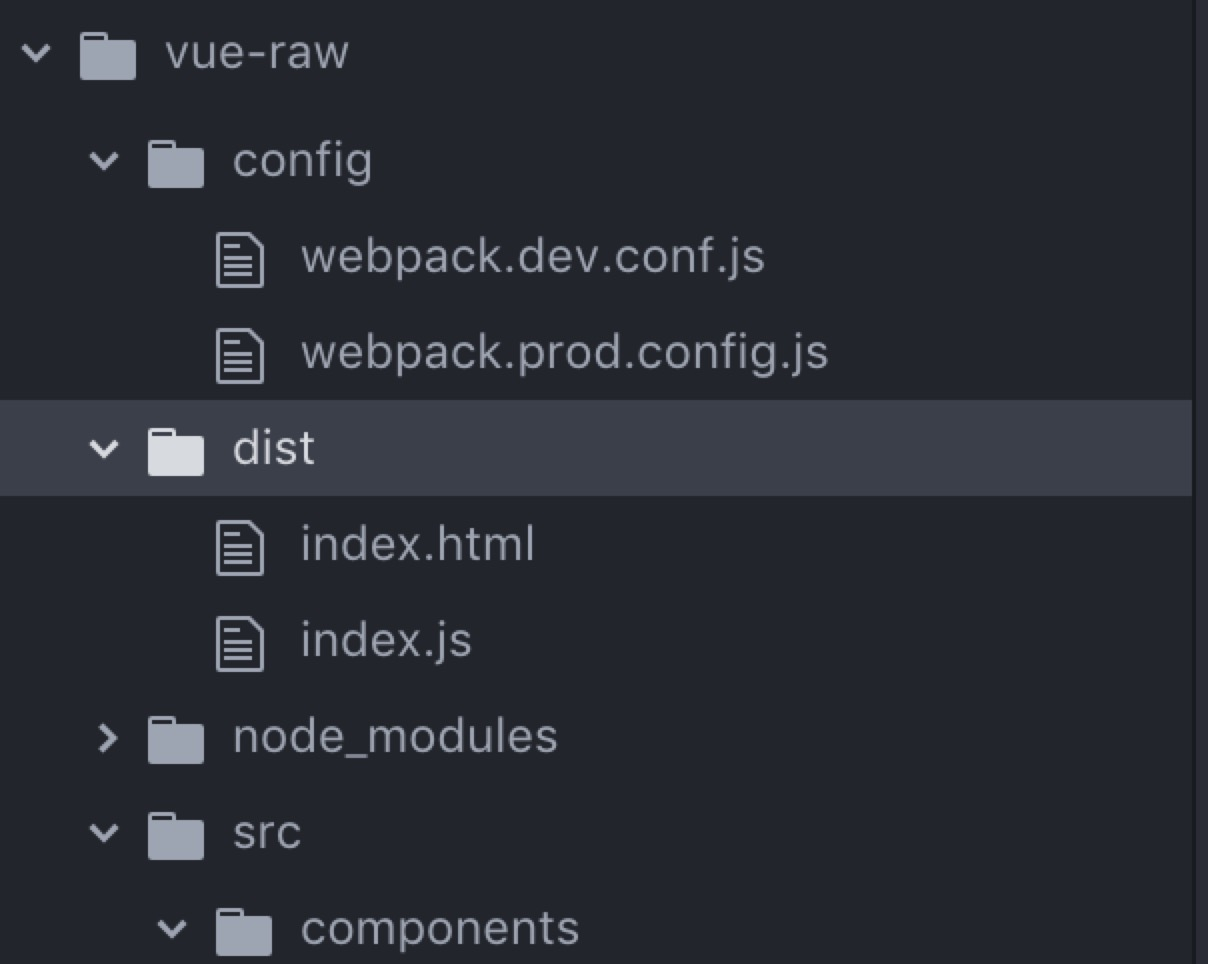 vue-raw
config
webpack.dev.conf.js
webpack.prod.config.js
dist
index.html
index.js
node_modules
src
components